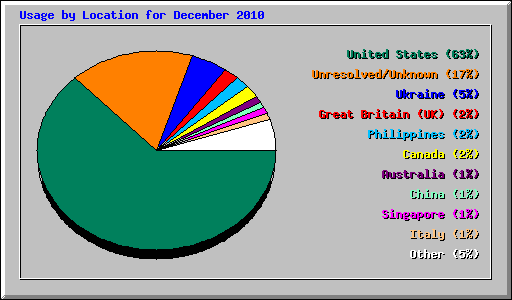 Usage by Location for December 2010
United States (63%)
Unresolved/Unknown (17%)
Ukraine (5%)
Great Britain (UK) (2%)
Philippines (2%)
Canada (2%)
Australia (1%)
China (1%)
Singapore (1%)
Italy (1%)
Other (5%)